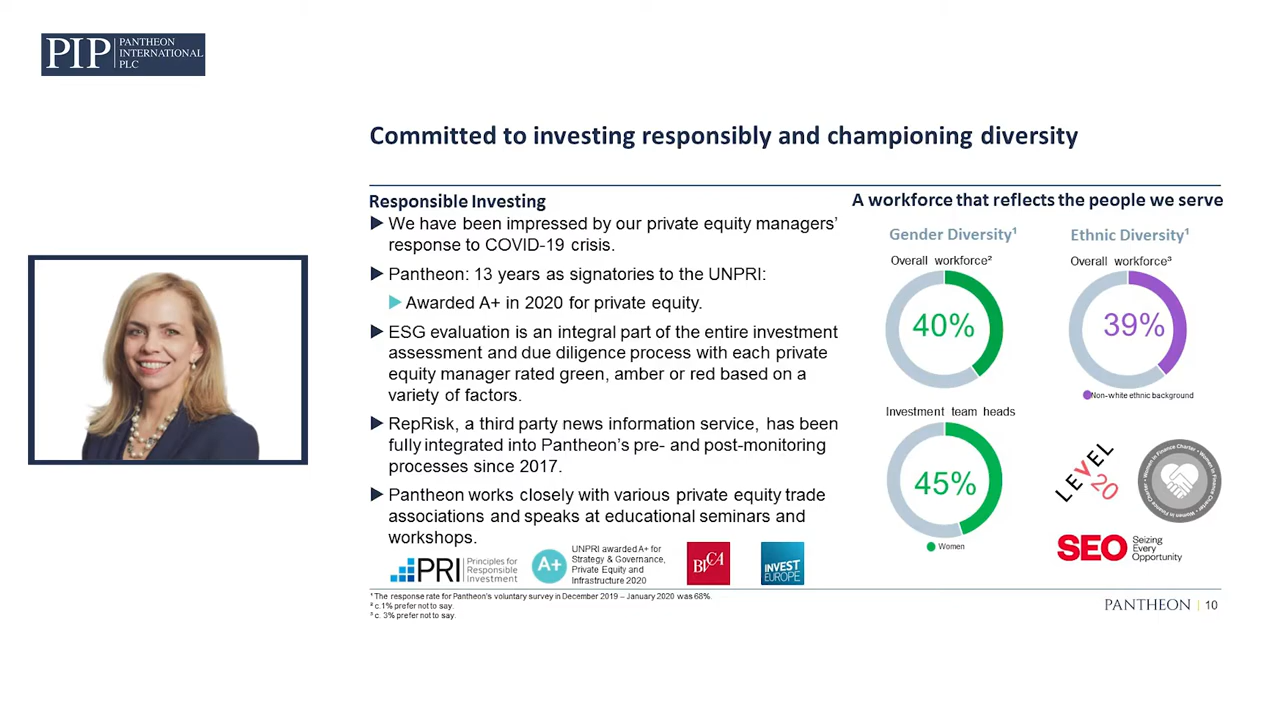 PIP
PANTHEON
INTERNATIONAL
PLC
Committed to investing responsibly and championing diversity
Responsible Investing
We have been impressed by our private equity managers'
response to COVID-19 crisis.
Pantheon: 13 years as signatories to the UNPRI:
Awarded A+ in 2020 for private equity.
ESG evaluation is an integral part of the entire investment
assessment and due diligence process with each private
equity manager rated green, amber or red based on a
variety of factors.
RepRisk, a third party news information service, has been
fully integrated into Pantheon's pre- and post-monitoring
processes since 2017.
Pantheon works closely with various private equity trade
associations and speaks at educational seminars and
workshops.
PRI
Principles for
Responsible
Investment
A+
UNPRI awarded A+ for
Strategy & Governance,
Private Equity and
Infrastructure 2020
BVCA
INVEST
EUROPE
A workforce that reflects the people we serve
Gender Diversity¹
Overall workforce²
40%
Investment team heads
45%
Women
Ethnic Diversity¹
Overall workforce³
39%
Non-white ethnic background
LEVEL
20
Women in Finance Charter • Women in Finance Charter •
SEO
Seizing
Every
Opportunity
¹ The response rate for Pantheon's voluntary survey in December 2019 – January 2020 was 68%.
² c.1% prefer not to say.
³ c. 3% prefer not to say.
PANTHEON | 10